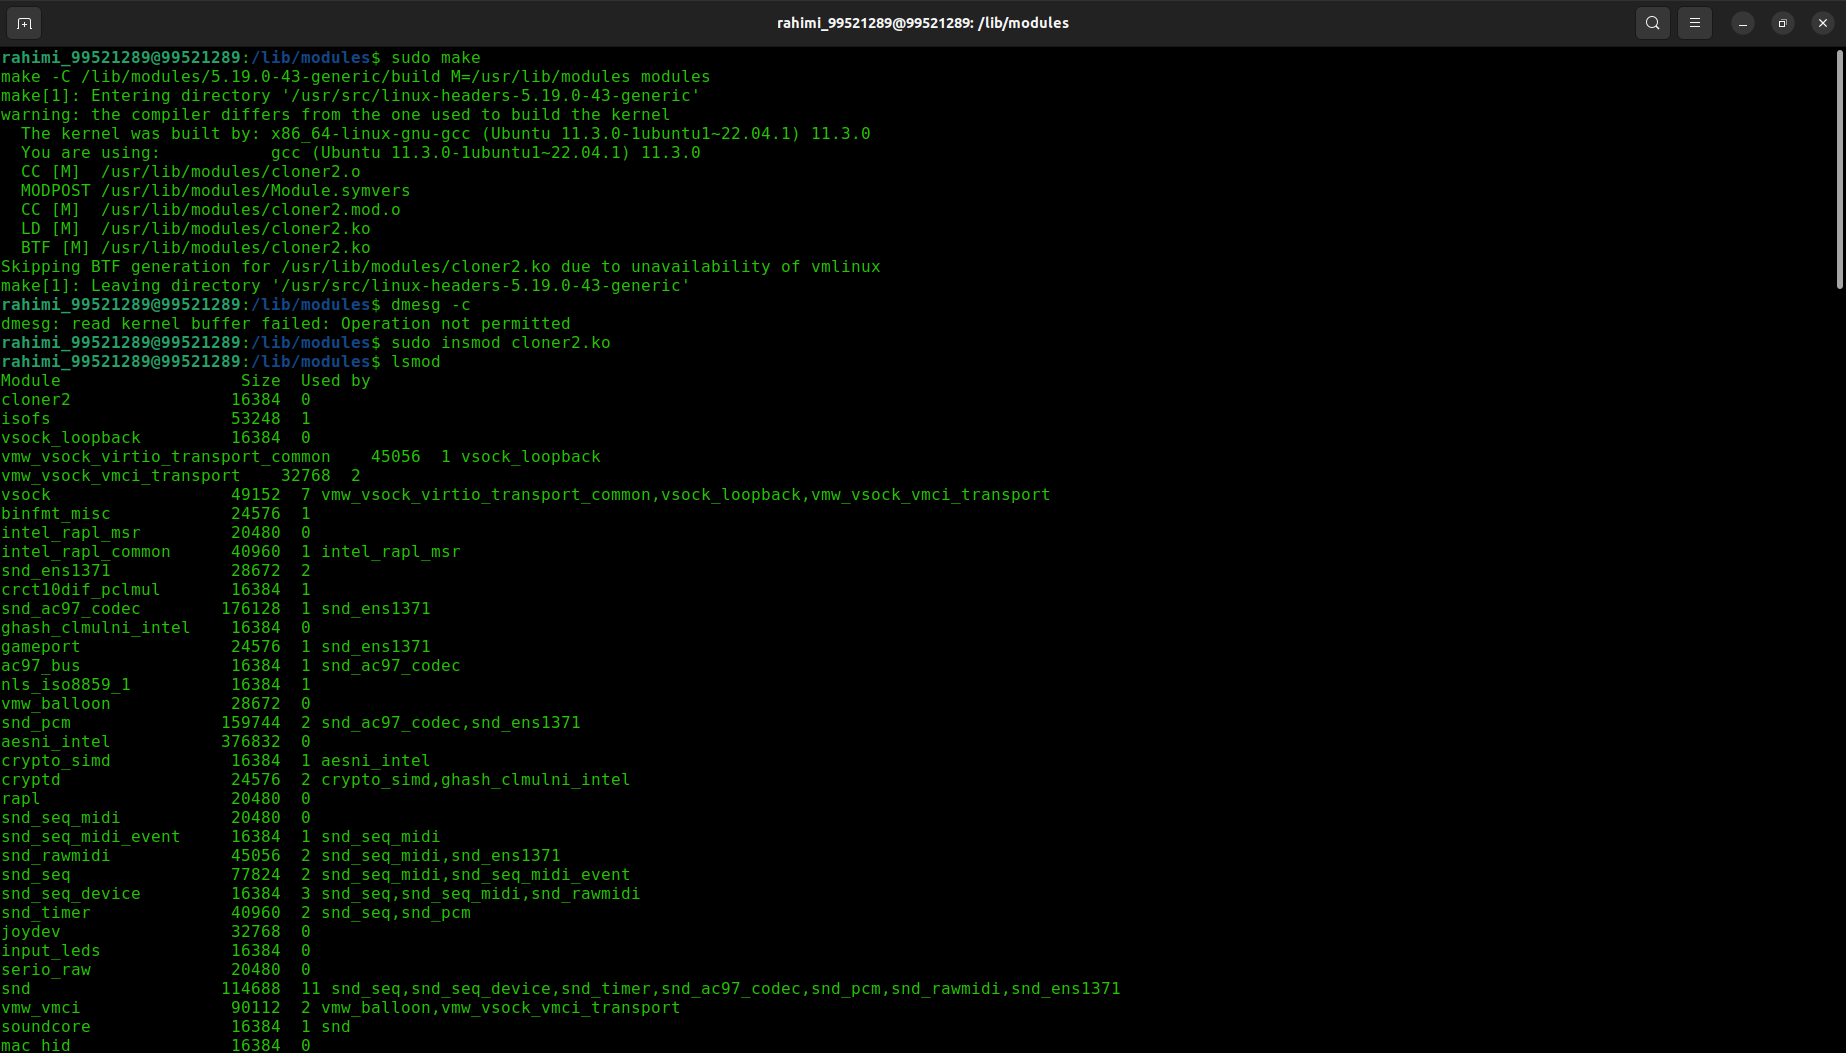 rahimi_99521289@99521289: /lib/modules
rahimi_99521289@99521289:/lib/modules$ sudo make
make -C /lib/modules/5.19.0-43-generic/build M=/usr/lib/modules modules
make[1]: Entering directory '/usr/src/linux-headers-5.19.0-43-generic'
warning: the compiler differs from the one used to build the kernel
  The kernel was built by: x86_64-linux-gnu-gcc (Ubuntu 11.3.0-1ubuntu1~22.04.1) 11.3.0
  You are using:           gcc (Ubuntu 11.3.0-1ubuntu1~22.04.1) 11.3.0
  CC [M]  /usr/lib/modules/cloner2.o
  MODPOST /usr/lib/modules/Module.symvers
  CC [M]  /usr/lib/modules/cloner2.mod.o
  LD [M]  /usr/lib/modules/cloner2.ko
  BTF [M] /usr/lib/modules/cloner2.ko
Skipping BTF generation for /usr/lib/modules/cloner2.ko due to unavailability of vmlinux
make[1]: Leaving directory '/usr/src/linux-headers-5.19.0-43-generic'
rahimi_99521289@99521289:/lib/modules$ dmesg -c
dmesg: read kernel buffer failed: Operation not permitted
rahimi_99521289@99521289:/lib/modules$ sudo insmod cloner2.ko
rahimi_99521289@99521289:/lib/modules$ lsmod
Module                  Size  Used by
cloner2                16384  0
isofs                  53248  1
vsock_loopback         16384  0
vmw_vsock_virtio_transport_common    45056  1 vsock_loopback
vmw_vsock_vmci_transport    32768  2
vsock                  49152  7 vmw_vsock_virtio_transport_common,vsock_loopback,vmw_vsock_vmci_transport
binfmt_misc            24576  1
intel_rapl_msr         20480  0
intel_rapl_common      40960  1 intel_rapl_msr
snd_ens1371            28672  2
crct10dif_pclmul       16384  1
snd_ac97_codec        176128  1 snd_ens1371
ghash_clmulni_intel    16384  0
gameport               24576  1 snd_ens1371
ac97_bus               16384  1 snd_ac97_codec
nls_iso8859_1          16384  1
vmw_balloon            28672  0
snd_pcm               159744  2 snd_ac97_codec,snd_ens1371
aesni_intel           376832  0
crypto_simd            16384  1 aesni_intel
cryptd                 24576  2 crypto_simd,ghash_clmulni_intel
rapl                   20480  0
snd_seq_midi           20480  0
snd_seq_midi_event     16384  1 snd_seq_midi
snd_rawmidi            45056  2 snd_seq_midi,snd_ens1371
snd_seq                77824  2 snd_seq_midi,snd_seq_midi_event
snd_seq_device         16384  3 snd_seq,snd_seq_midi,snd_rawmidi
snd_timer              40960  2 snd_seq,snd_pcm
joydev                 32768  0
input_leds             16384  0
serio_raw              20480  0
snd                   114688  11 snd_seq,snd_seq_device,snd_timer,snd_ac97_codec,snd_pcm,snd_rawmidi,snd_ens1371
vmw_vmci               90112  2 vmw_balloon,vmw_vsock_vmci_transport
soundcore              16384  1 snd
mac_hid                16384  0